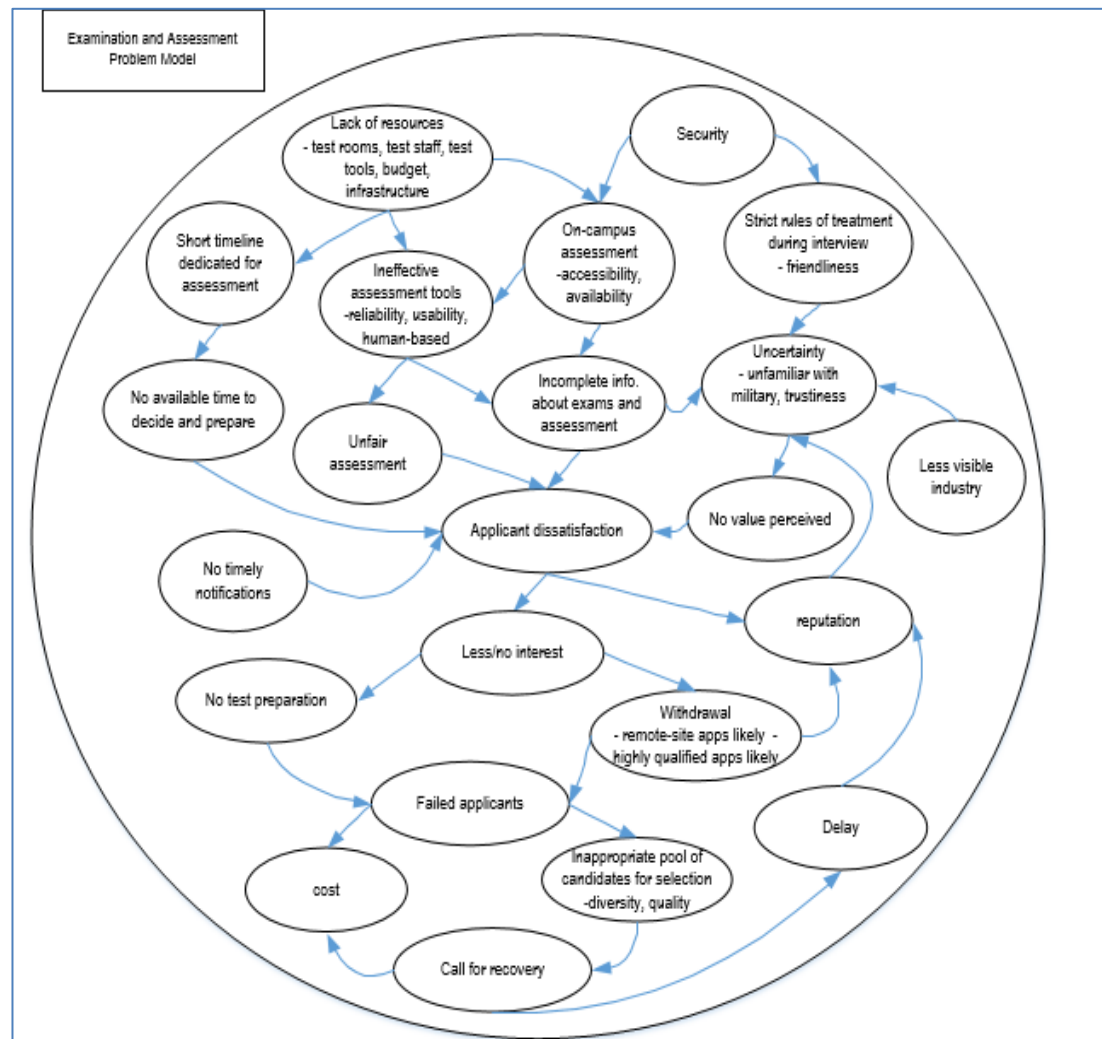 Examination and Assessment
Problem Model
Lack of resources
- test rooms, test staff, test
tools, budget,
infrastructure
Security
Short timeline
dedicated for
assessment
On-campus
assessment
-accessibility,
availability
Strict rules of treatment
during interview
- friendliness
Ineffective
assessment tools
-reliability, usability,
human-based
No available time to
decide and prepare
Incomplete info.
about exams and
assessment
Uncertainty
- unfamiliar with
military, trustiness
Unfair
assessment
Less visible
industry
Applicant dissatisfaction
No value perceived
No timely
notifications
reputation
Less/no interest
No test preparation
Withdrawal
- remote-site apps likely -
highly qualified apps likely
Failed applicants
Delay
cost
Inappropriate pool of
candidates for selection
-diversity, quality
Call for recovery